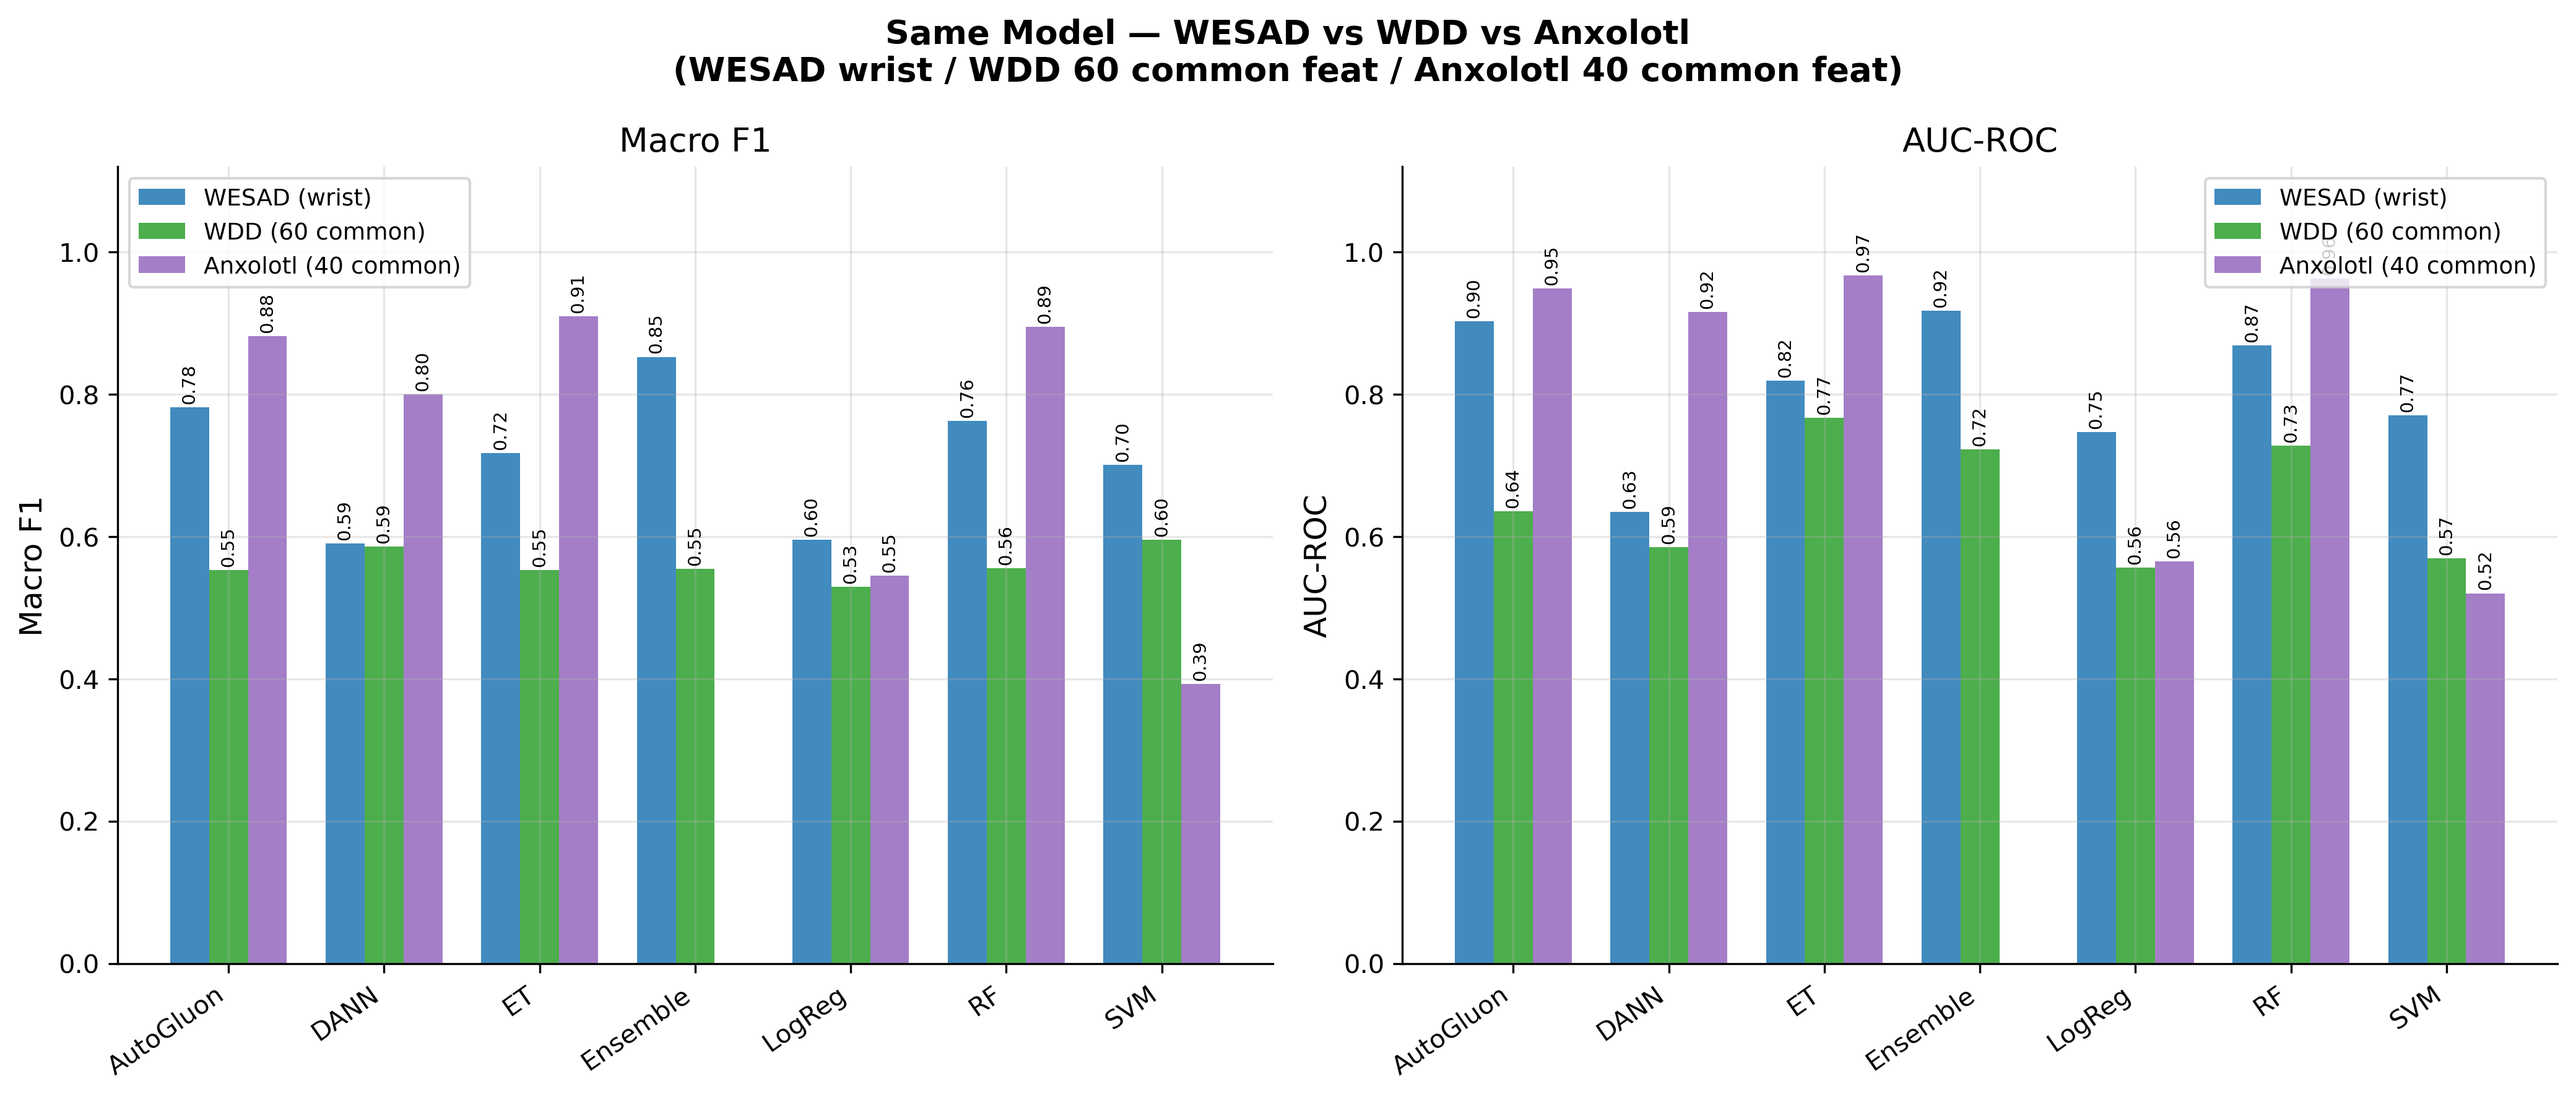 Same Model — WESAD vs WDD vs Anxolotl
(WESAD wrist / WDD 60 common feat / Anxolotl 40 common feat)
Macro F1
WESAD (wrist)
WDD (60 common)
Anxolotl (40 common)
Macro F1
1.0
0.8
0.6
0.4
0.2
0.0
0.78
0.55
0.88
0.59
0.59
0.80
0.72
0.55
0.91
0.85
0.55
0.60
0.53
0.55
0.76
0.56
0.89
0.70
0.60
0.39
AutoGluon
DANN
ET
Ensemble
LogReg
RF
SVM
AUC-ROC
WESAD (wrist)
WDD (60 common)
Anxolotl (40 common)
AUC-ROC
1.0
0.8
0.6
0.4
0.2
0.0
0.90
0.64
0.95
0.63
0.59
0.92
0.82
0.77
0.97
0.92
0.72
0.75
0.56
0.56
0.87
0.73
0.96
0.77
0.57
0.52
AutoGluon
DANN
ET
Ensemble
LogReg
RF
SVM